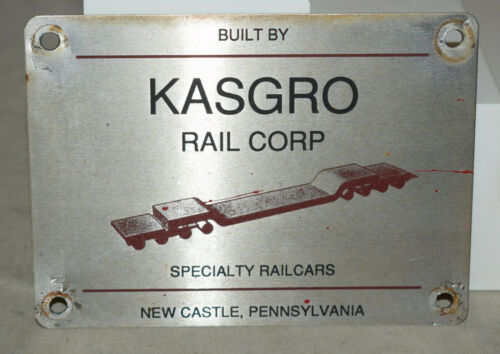 BUILT BY
KASGRO
RAIL CORP
SPECIALTY RAILCARS
NEW CASTLE, PENNSYLVANIA